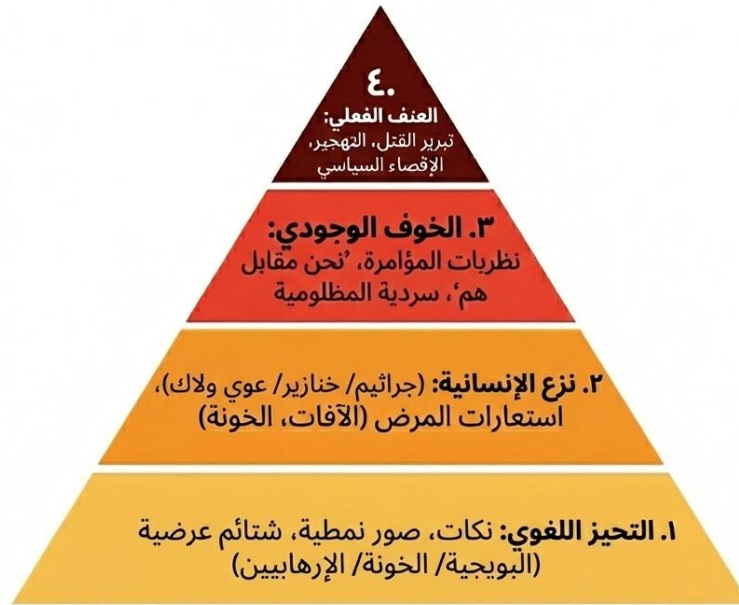 ٤.
العنف الفعلي:
تبرير القتل، التهجير،
الإقصاء السياسي
٣. الخوف الوجودي:
نظريات المؤامرة، ’نحن مقابل
هم‘، سردية المظلومية
٢. نزع الإنسانية: (جراثيم/ خنازير/ عوي ولاك)،
استعارات المرض (الآفات، الخونة)
١. التحيز اللغوي: نكات، صور نمطية، شتائم عرضية
(البويجية/ الخونة/ الإرهابيين)